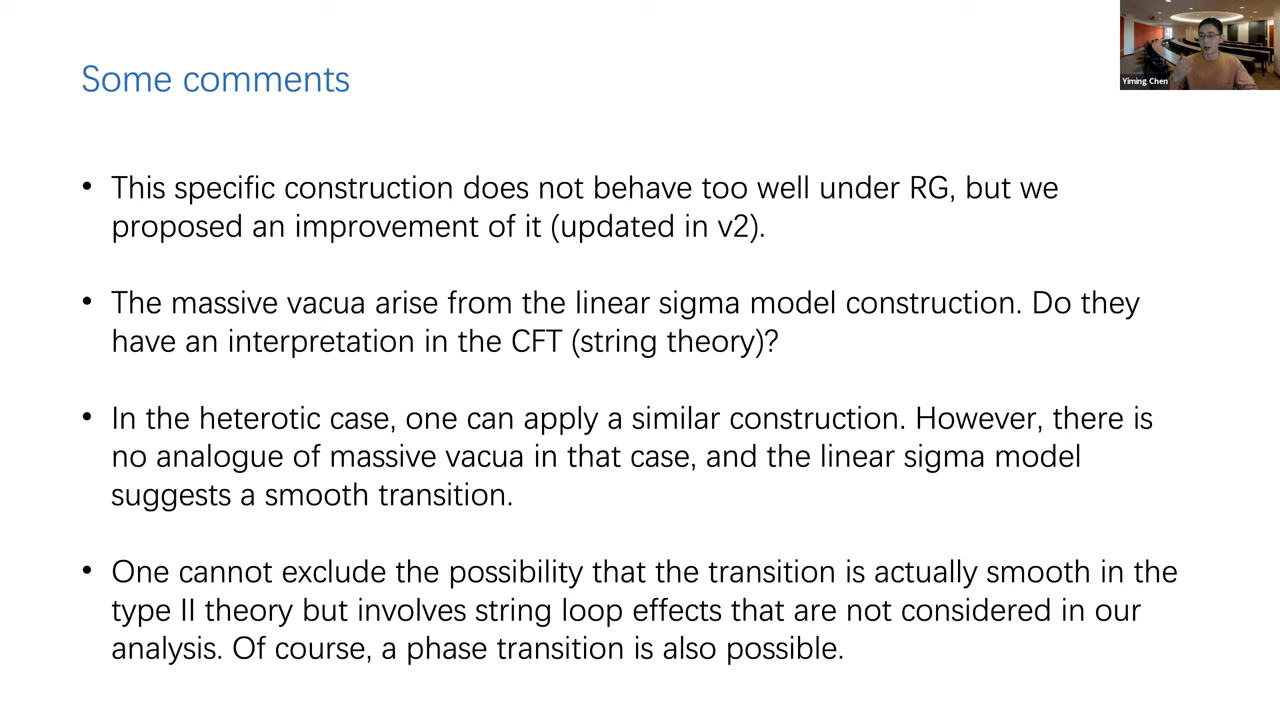 Some comments
Yiming Chen
• This specific construction does not behave too well under RG, but we
proposed an improvement of it (updated in v2).
• The massive vacua arise from the linear sigma model construction. Do they
have an interpretation in the CFT (string theory)?
• In the heterotic case, one can apply a similar construction. However, there is
no analogue of massive vacua in that case, and the linear sigma model
suggests a smooth transition.
• One cannot exclude the possibility that the transition is actually smooth in the
type II theory but involves string loop effects that are not considered in our
analysis. Of course, a phase transition is also possible.